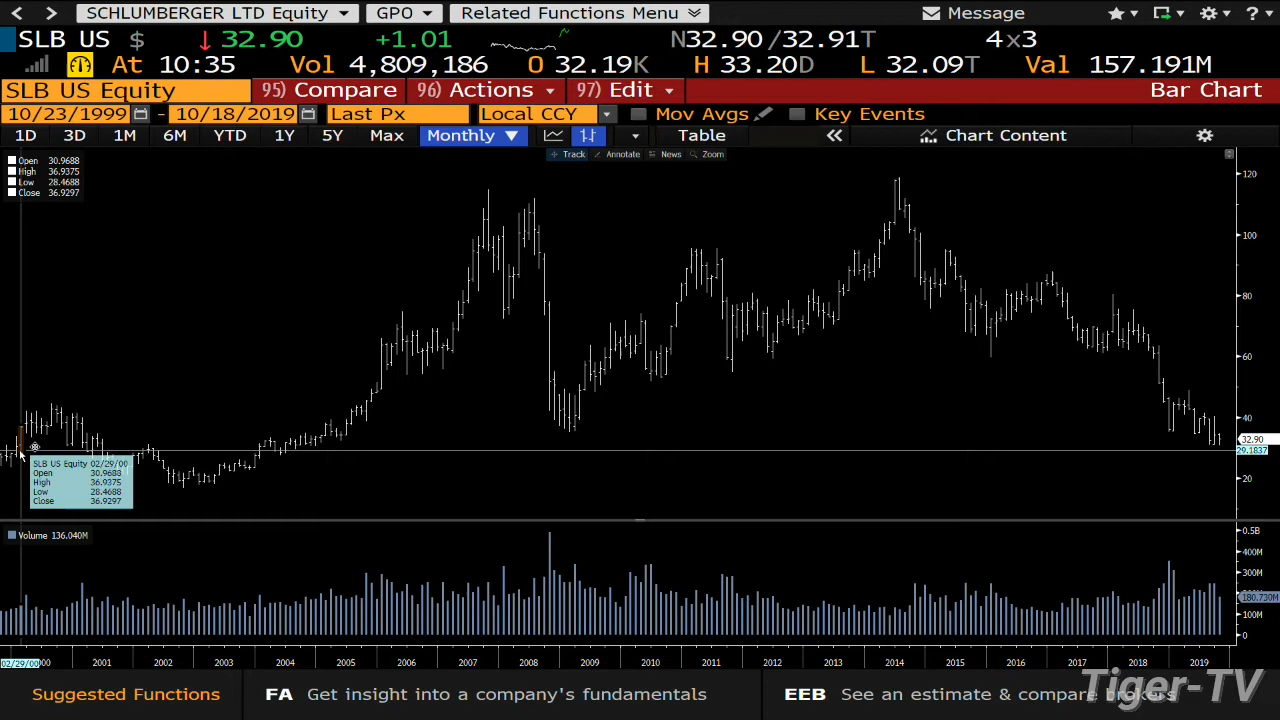 SCHLUMBERGER LTD Equity GPO Related Functions Menu Message ?
SLB US $ 32.90 +1.01 N32.90 /32.91T 4x3
At 10:35 Vol 4,809,186 O 32.19K H 33.20D L 32.09T Val 157.191M
SLB US Equity 95) Compare 96) Actions 97) Edit Bar Chart
10/23/1999 - 10/18/2019 Last Px Local CCY Mov Avgs Key Events
1D 3D 1M 6M YTD 1Y 5Y Max Monthly Table « Chart Content
Track Annotate News Zoom
Open 30.9688
High 36.9375
Low 28.4688
Close 36.9297
120
100
80
60
40
32.90
29.1837
20
SLB US Equity 02/29/00
Open 30.9688
High 36.9375
Low 28.4688
Close 36.9297
Volume 136.040M
0.5B
400M
300M
180.730M
100M
0
02/29/00 2001 2002 2003 2004 2005 2006 2007 2008 2009 2010 2011 2012 2013 2014 2015 2016 2017 2018 2019
Suggested Functions FA Get insight into a company's fundamentals EEB See an estimate & compare brokers
Tiger-TV